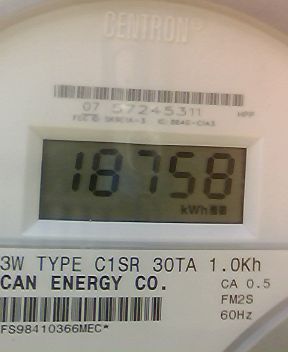 CENTRON®
07 57245311 HPP
18758
kWh
3W TYPE C1SR 30TA 1.0Kh
CAN ENERGY CO. CA 0.5
FM2S
FS98410366MEC* 60Hz